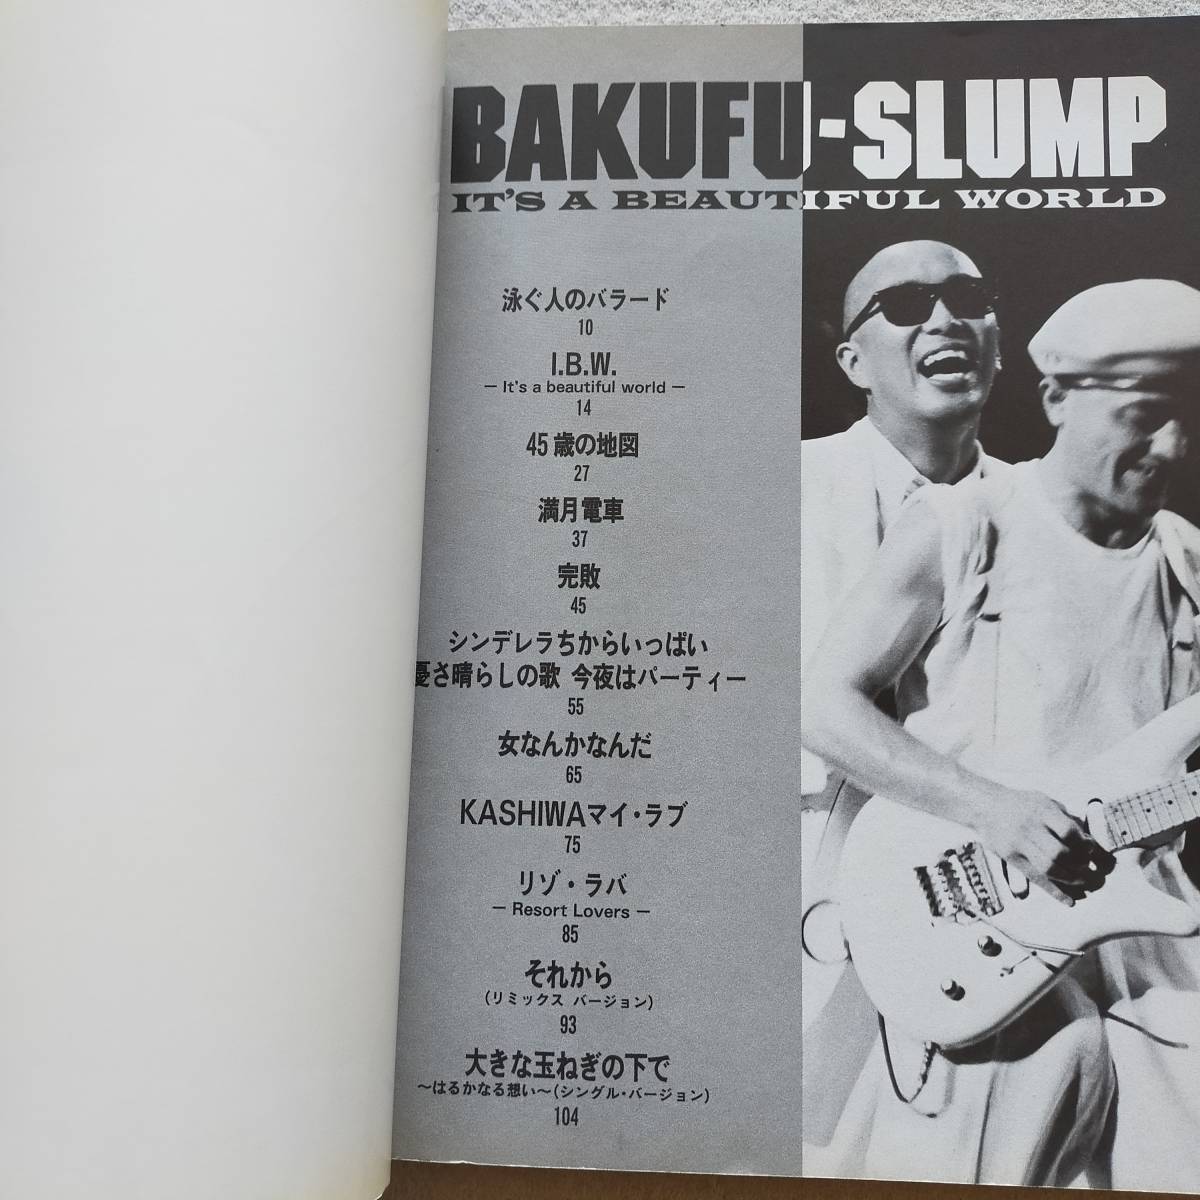 BAKUFU-SLUMP
IT'S A BEAUTIFUL WORLD
泳ぐ人のバラード
10
I.B.W.
— It's a beautiful world —
14
45歳の地図
27
満月電車
37
完敗
45
シンデレラちからいっぱい
憂さ晴らしの歌 今夜はパーティー
55
女なんかなんだ
65
KASHIWAマイ・ラブ
75
リゾ・ラバ
— Resort Lovers —
85
それから
(リミックス バージョン)
93
大きな玉ねぎの下で
～はるかなる想い～(シングル・バージョン)
104